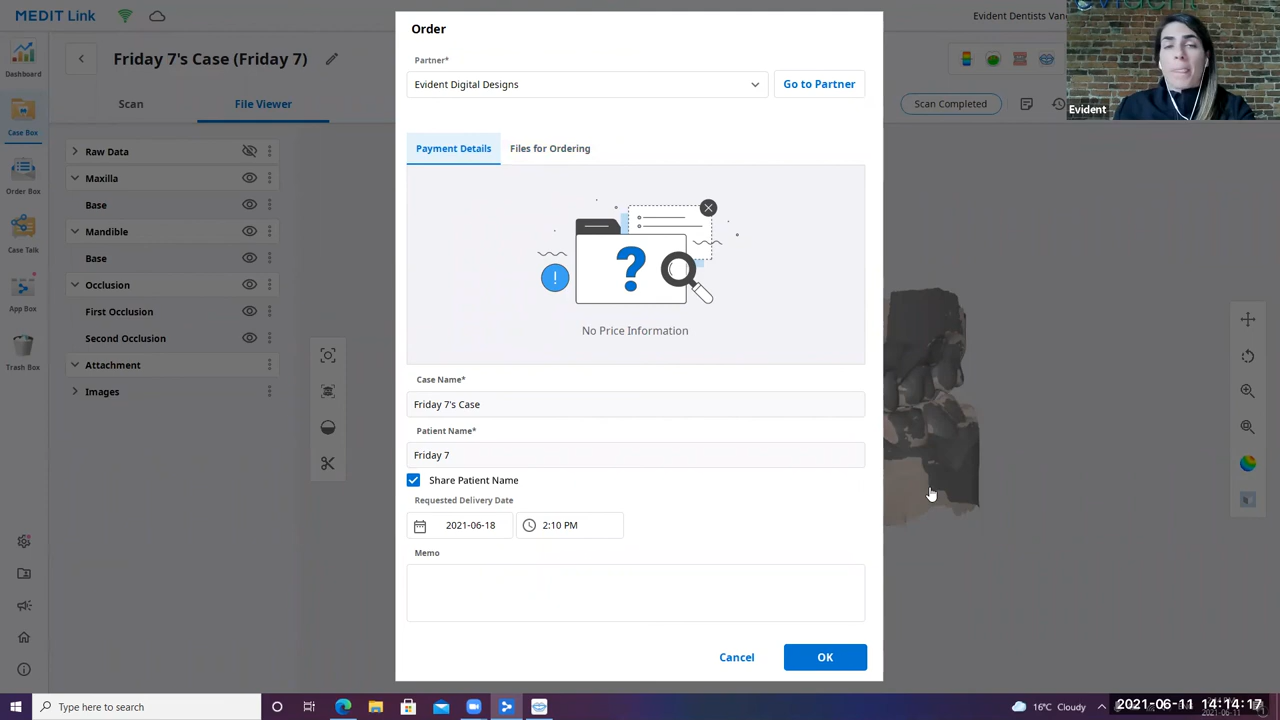 MEDIT Link
Order
Evident Dentists Van
Evident
Partner*
Evident Digital Designs
Go to Partner
Friday 7's Case (Friday 7)
Scan
File Viewer
Scan Completed
Dashboard
Case Box
Order Box
Case Talk
App Box
Trash Box
Raw Data
Maxilla
Base
Mandible
Base
Occlusion
First Occlusion
Second Occlusion
Attachment
Images
Payment Details
Files for Ordering
?
!
No Price Information
Case Name*
Friday 7's Case
Patient Name*
Friday 7
Share Patient Name
Requested Delivery Date
2021-06-18
2:10 PM
Memo
Cancel
OK
Type here to search
16°C Cloudy
2021-06-11 14:14:17